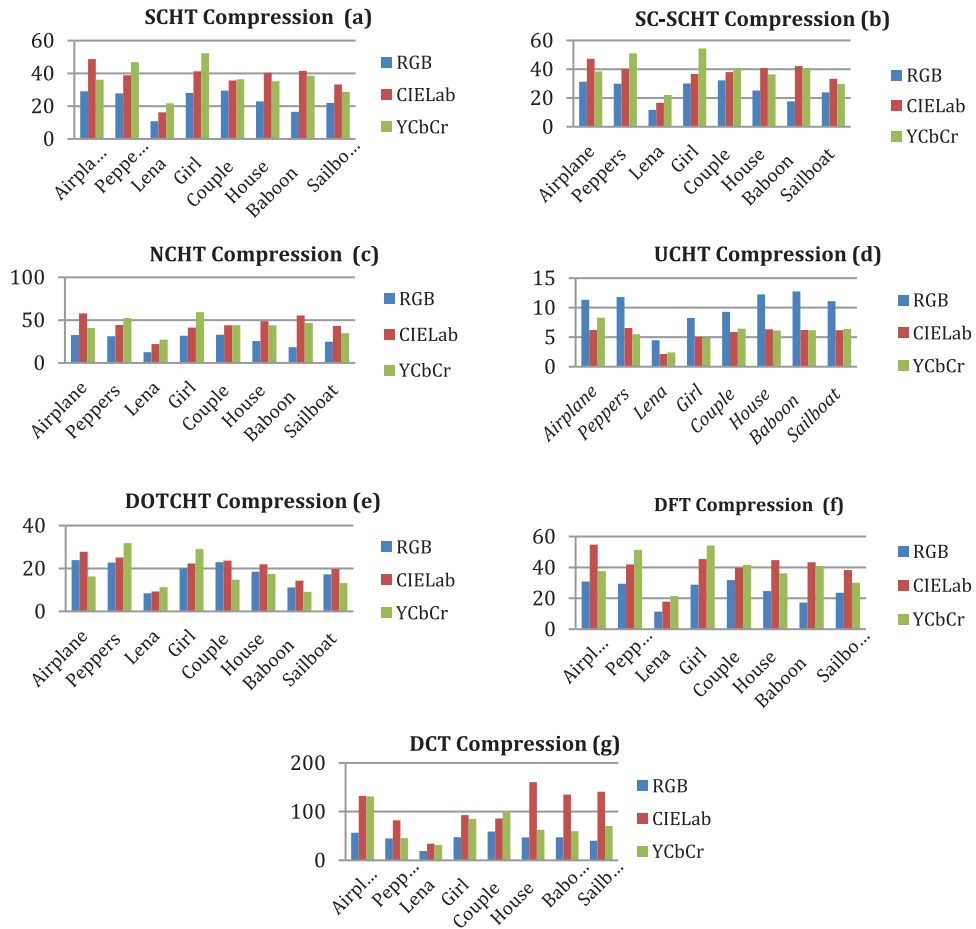 SCHT Compression (a)
60
40
20
0
Airpla...
Peppe...
Lena
Girl
Couple
House
Baboon
Sailbo...
RGB
CIELab
YCbCr
SC-SCHT Compression (b)
60
40
20
0
Airplane
Peppers
Lena
Girl
Couple
House
Baboon
Sailboat
RGB
CIELab
YCbCr
NCHT Compression (c)
100
50
0
Airplane
Peppers
Lena
Girl
Couple
House
Baboon
Sailboat
RGB
CIELab
YCbCr
UCHT Compression (d)
15
10
5
0
Airplane
Peppers
Lena
Girl
Couple
House
Baboon
Sailboat
RGB
CIELab
YCbCr
DOTCHT Compression (e)
40
20
0
Airplane
Peppers
Lena
Girl
Couple
House
Baboon
Sailboat
RGB
CIELab
YCbCr
DFT Compression (f)
60
40
20
0
Airpl...
Pepp...
Lena
Girl
Couple
House
Baboon
Sailbo...
RGB
CIELab
YCbCr
DCT Compression (g)
200
100
0
Airpl...
Pepp...
Lena
Girl
Couple
House
Babo...
Sailb...
RGB
CIELab
YCbCr